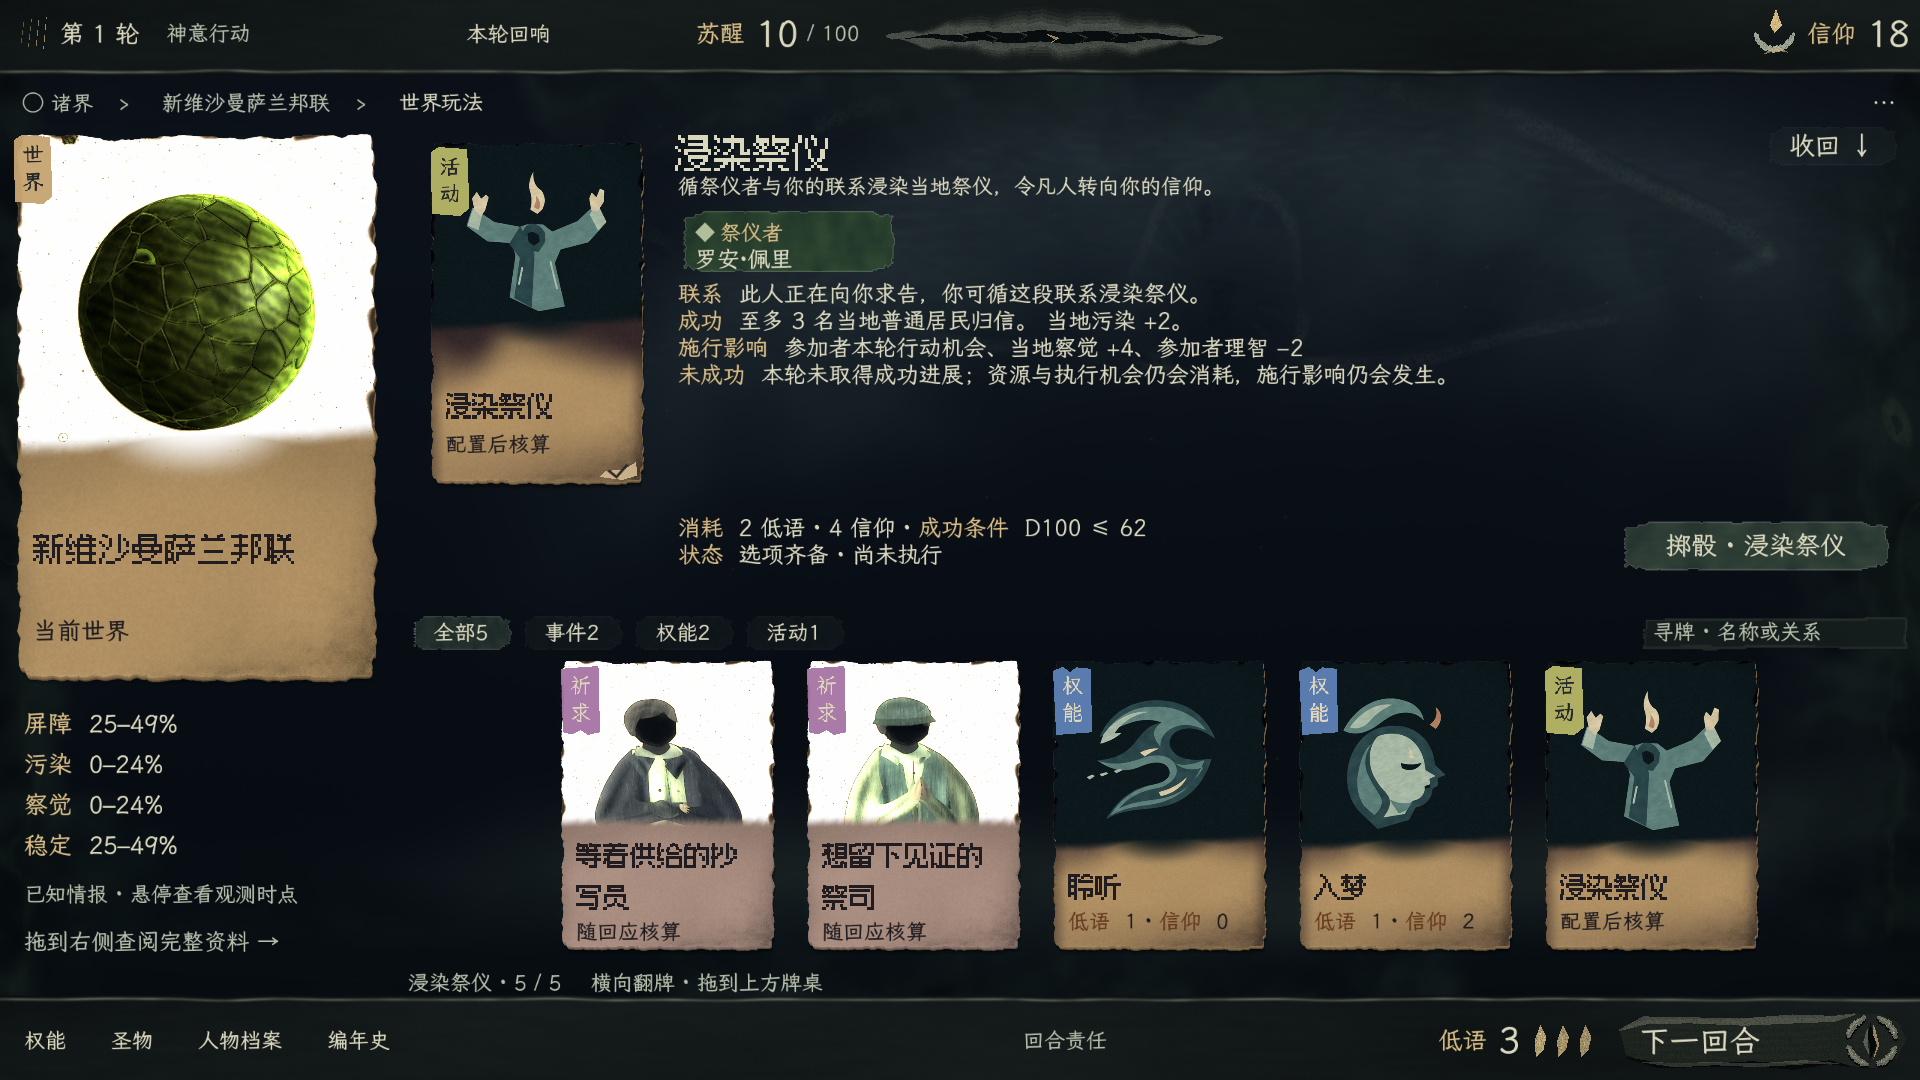 第 1 轮 神意行动 本轮回响 苏醒 10 / 100 信仰 18
诸界 > 新维沙曼萨兰邦联 > 世界玩法 ...
世界
新维沙曼萨兰邦联
当前世界
活动
浸染祭仪
配置后核算
浸染祭仪
收回 ↓
循祭仪者与你的联系浸染当地祭仪，令凡人转向你的信仰。
◆ 祭仪者
罗安•佩里
联系 此人正在向你求告，你可循这段联系浸染祭仪。
成功 至多 3 名当地普通居民归信。 当地污染 +2。
施行影响 参加者本轮行动机会、当地察觉 +4、参加者理智 −2
未成功 本轮未取得成功进展；资源与执行机会仍会消耗，施行影响仍会发生。
消耗 2 低语・4 信仰・成功条件 D100 ≤ 62
状态 选项齐备・尚未执行
掷骰・浸染祭仪
全部5 事件2 权能2 活动1 寻牌・名称或关系
屏障 25–49%
污染 0–24%
察觉 0–24%
稳定 25–49%
已知情报・悬停查看观测时点
拖到右侧查阅完整资料 →
祈求
等着供给的抄
写员
随回应核算
祈求
想留下见证的
祭司
随回应核算
权能
聆听
低语 1・信仰 0
权能
入梦
低语 1・信仰 2
活动
浸染祭仪
配置后核算
浸染祭仪・5 / 5 横向翻牌・拖到上方牌桌
权能 圣物 人物档案 编年史 回合责任 低语 3 下一回合